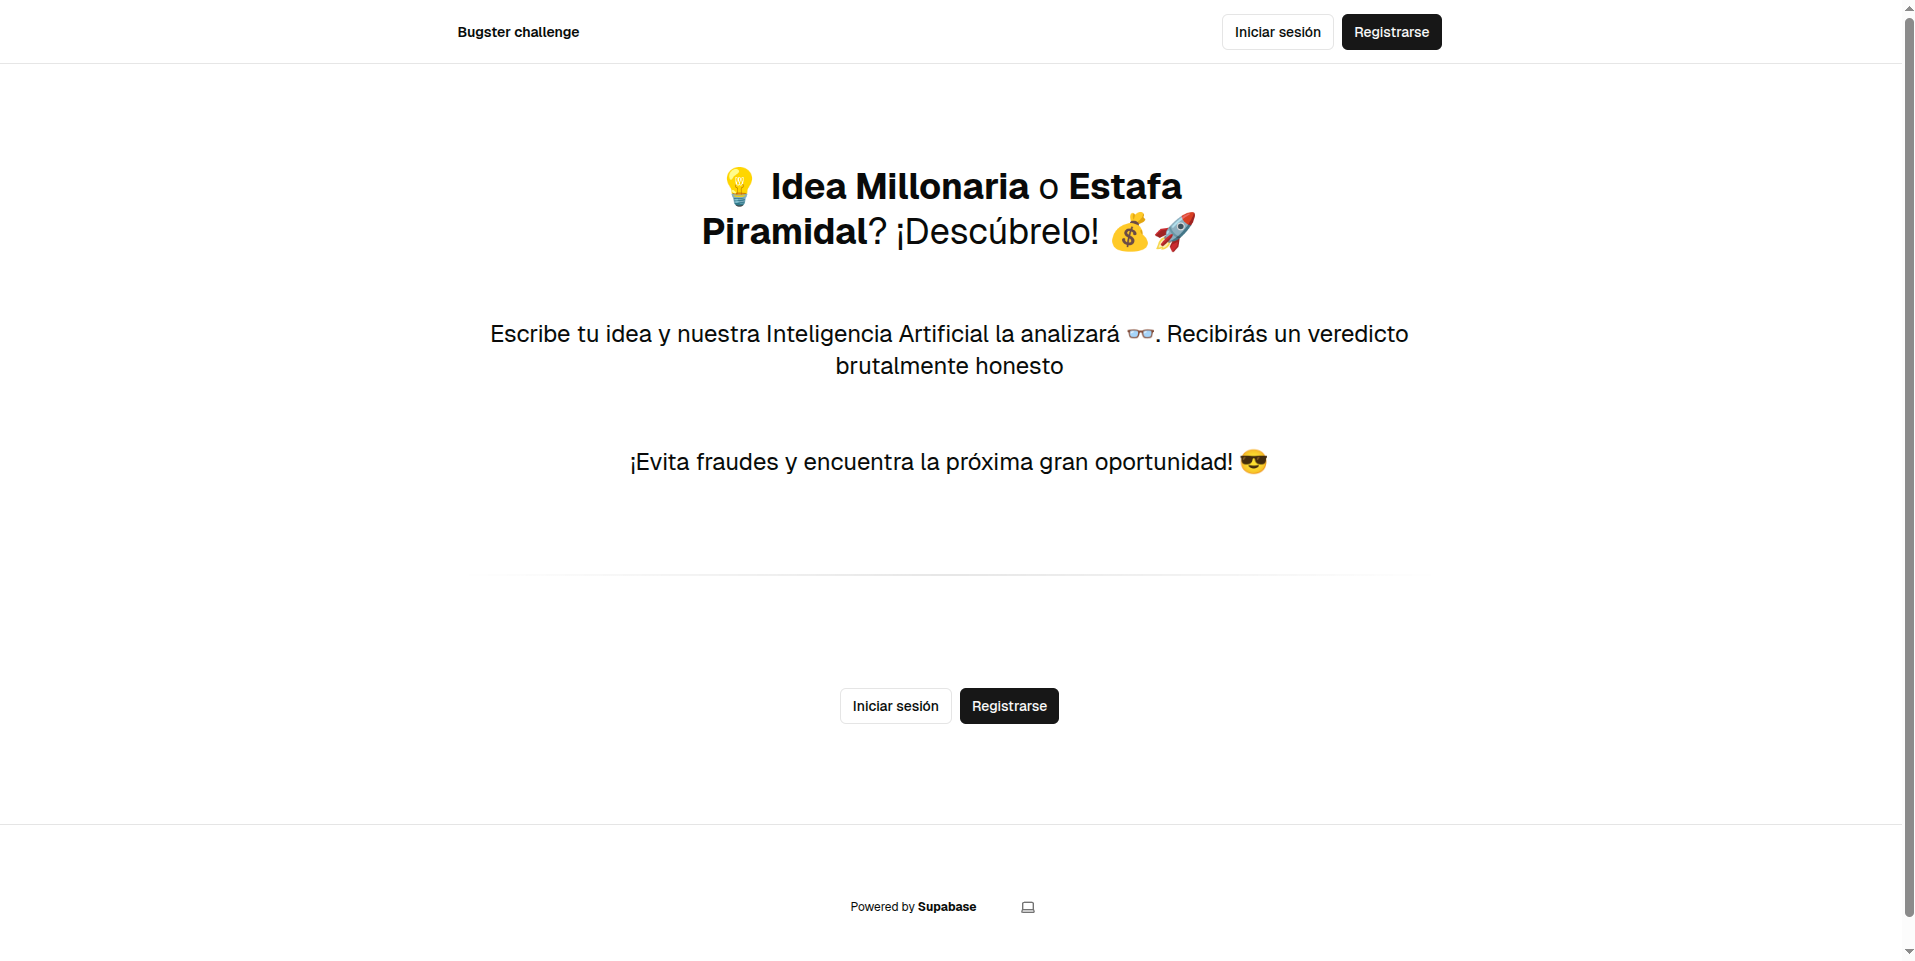 Bugster challenge
Iniciar sesión
Registrarse
💡 Idea Millonaria o Estafa
Piramidal? ¡Descúbrelo! 💰🚀
Escribe tu idea y nuestra Inteligencia Artificial la analizará 👓. Recibirás un veredicto
brutalmente honesto
¡Evita fraudes y encuentra la próxima gran oportunidad! 😎
Iniciar sesión
Registrarse
Powered by Supabase